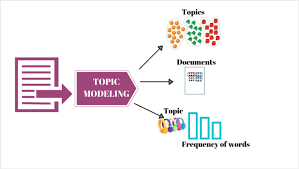 Topics
TOPIC
MODELING
Documents
Topic
Frequency of words